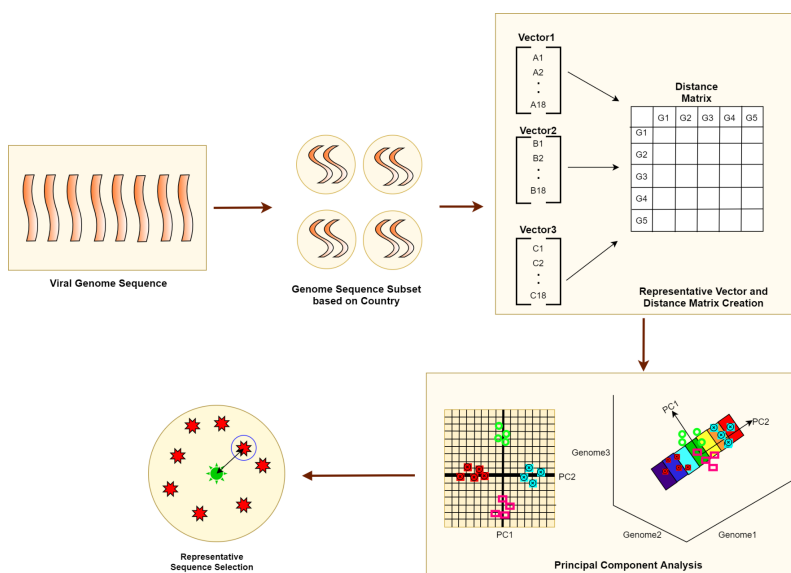 Viral Genome Sequence
Genome Sequence Subset
based on Country
Vector1
A1
A2
A18
Vector2
B1
B2
B18
Vector3
C1
C2
C18
Distance
Matrix
G1 G2 G3 G4 G5
G1
G2
G3
G4
G5
Representative Vector and
Distance Matrix Creation
PC2
PC1
PC1
PC2
Genome3
Genome2
Genome1
Principal Component Analysis
Representative
Sequence Selection